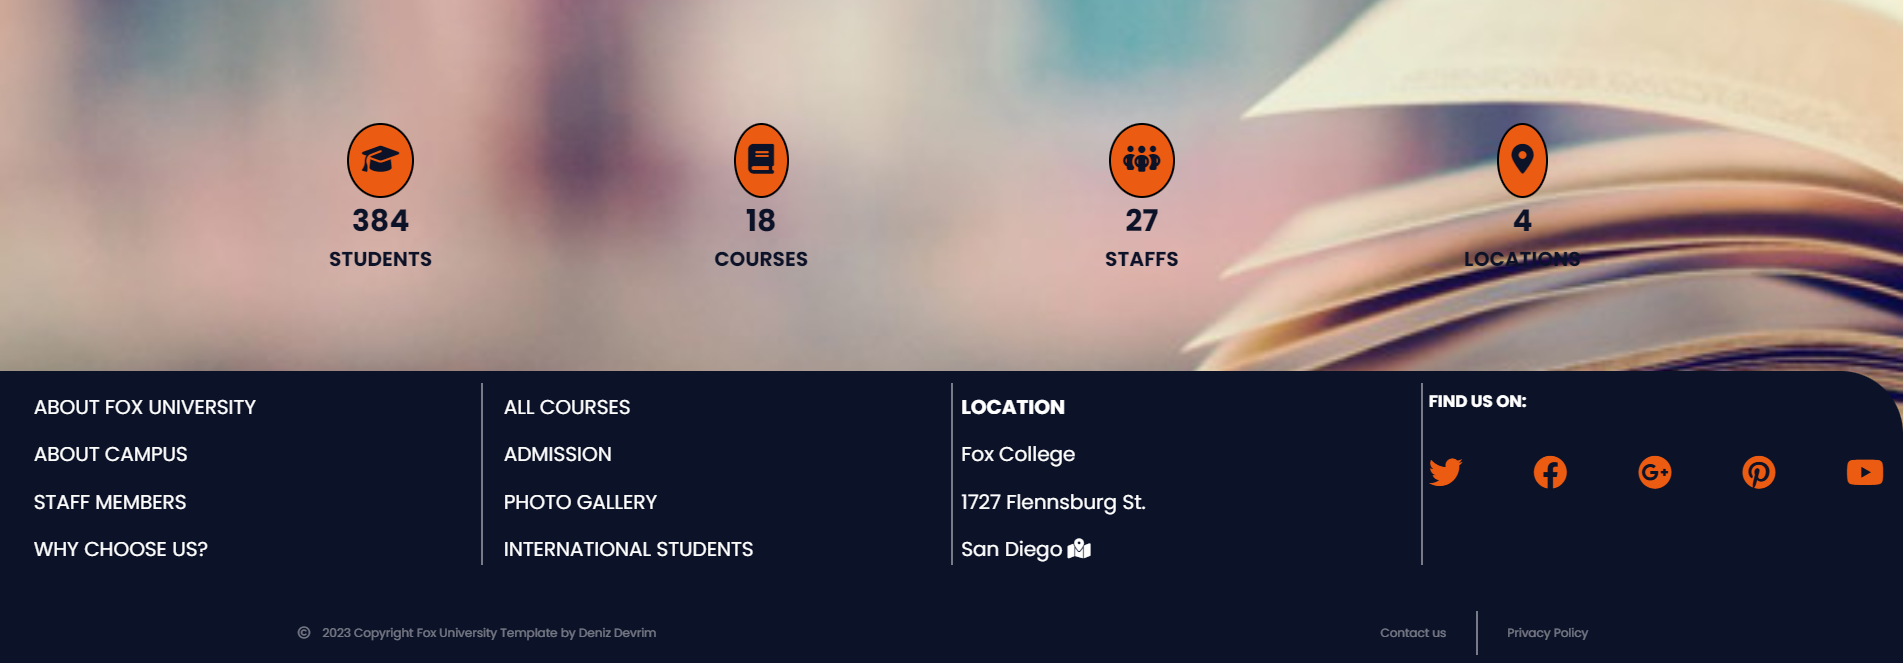 384
STUDENTS
18
COURSES
27
STAFFS
4
LOCATIONS
ABOUT FOX UNIVERSITY
ABOUT CAMPUS
STAFF MEMBERS
WHY CHOOSE US?
ALL COURSES
ADMISSION
PHOTO GALLERY
INTERNATIONAL STUDENTS
LOCATION
Fox College
1727 Flennsburg St.
San Diego
FIND US ON:
© 2023 Copyright Fox University Template by Deniz Devrim
Contact us
Privacy Policy